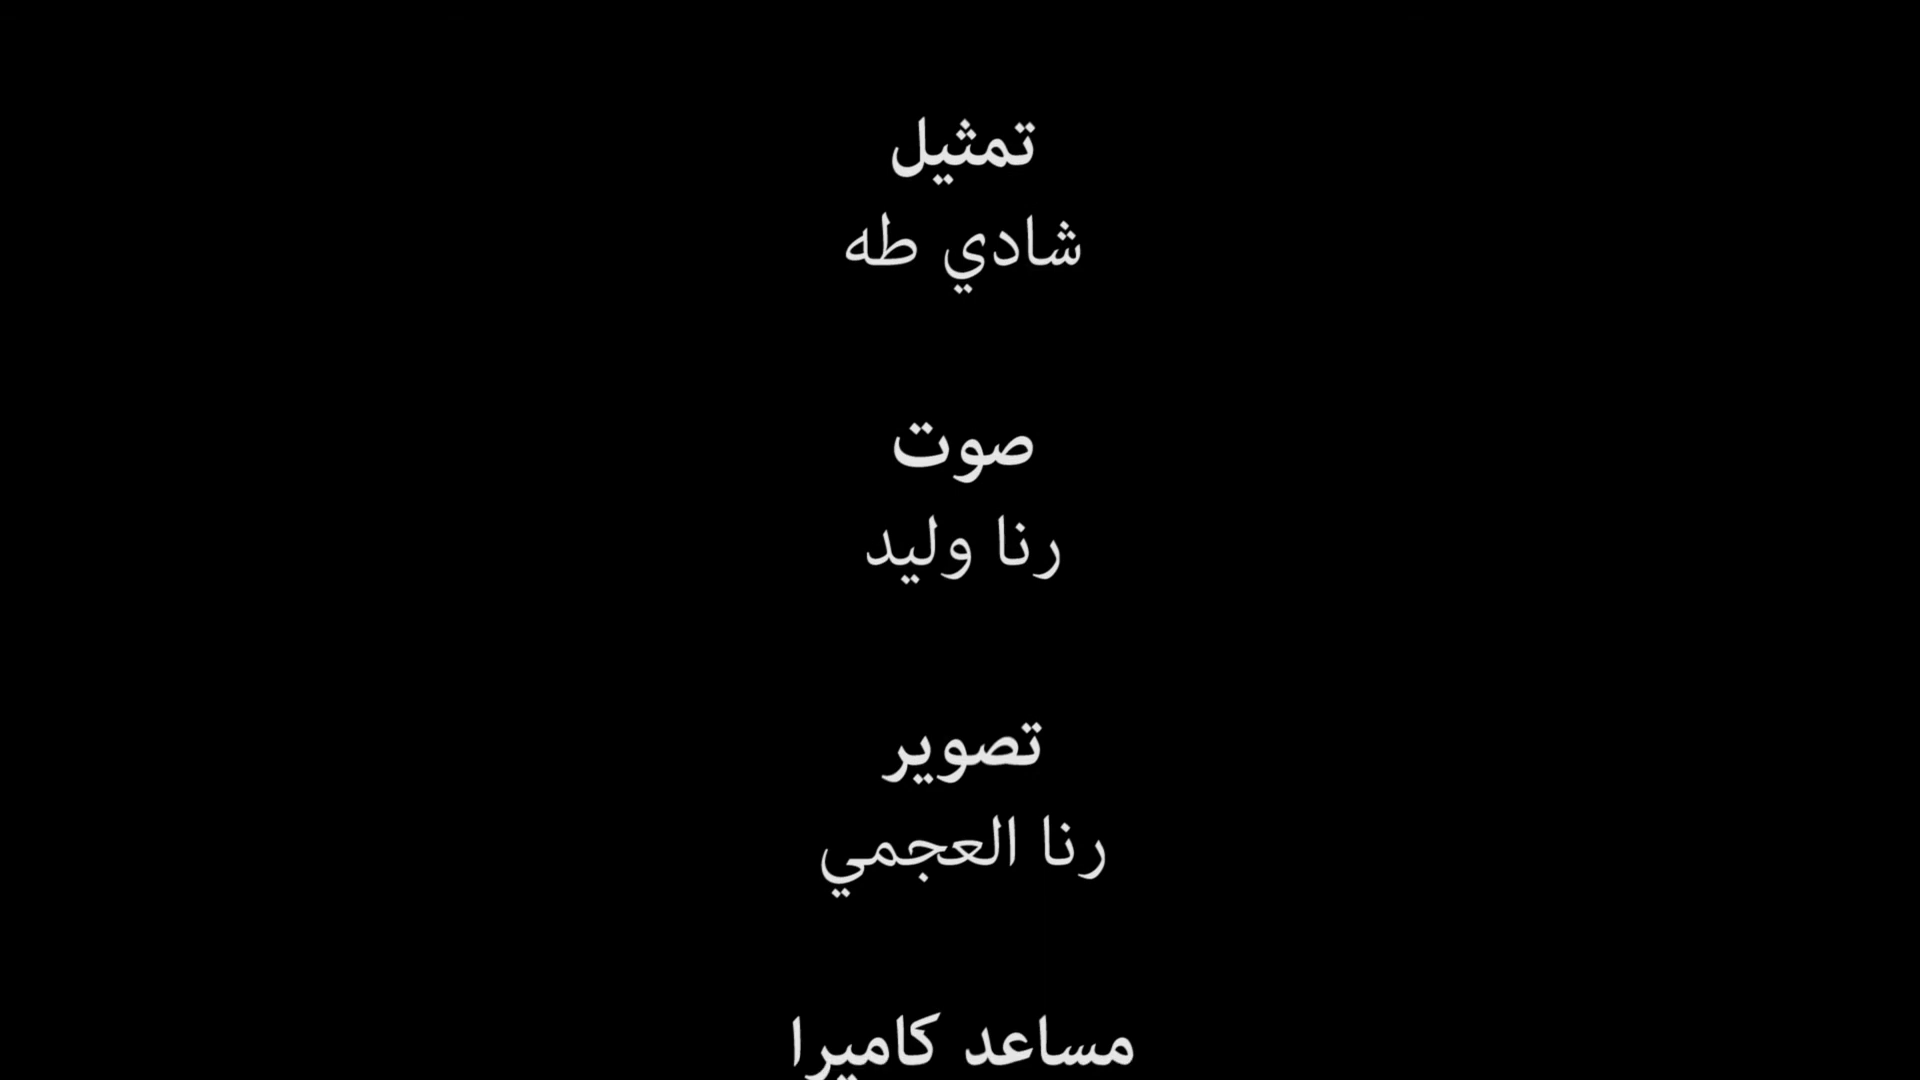 تمثيل
شادي طه
صوت
رنا وليد
تصوير
رنا العجمي
مساعد كاميرا